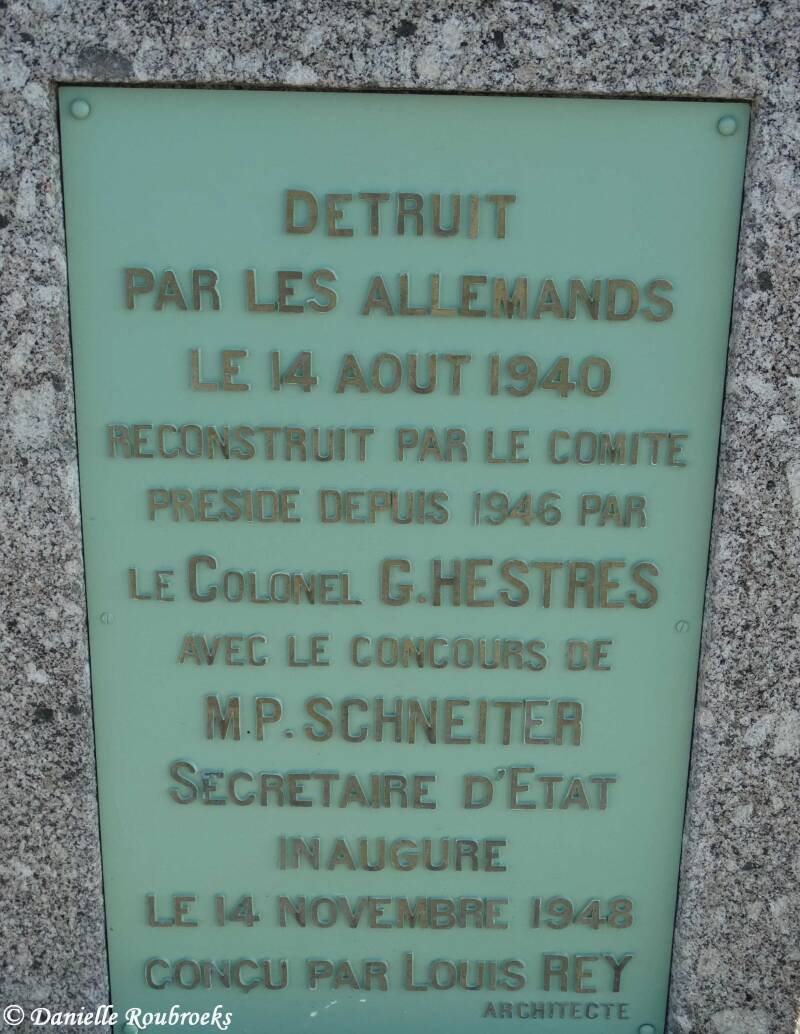 DETRUIT
PAR LES ALLEMANDS
LE 14 AOUT 1940
RECONSTRUIT PAR LE COMITE
PRESIDE DEPUIS 1946 PAR
LE COLONEL G.HESTRES
AVEC LE CONCOURS DE
M.P. SCHNEITER
SECRETAIRE D'ETAT
INAUGURE
LE 14 NOVEMBRE 1948
CONÇU PAR LOUIS REY
ARCHITECTE
© Danielle Roubroeks